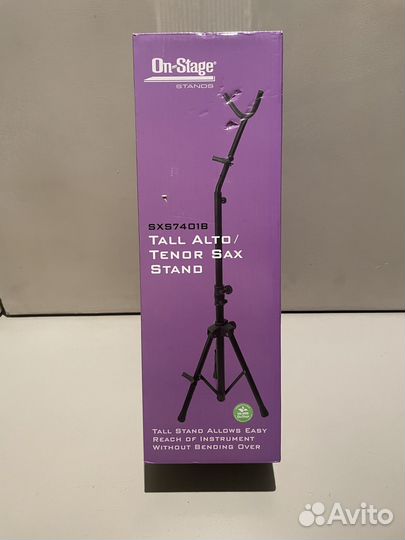 On-Stage®
STANDS
SXS7401B
TALL ALTO/
TENOR SAX
STAND
TALL STAND ALLOWS EASY
REACH OF INSTRUMENT
WITHOUT BENDING OVER
Avito